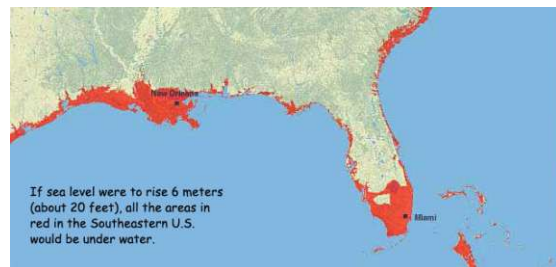 New Orleans
Miami
If sea level were to rise 6 meters
(about 20 feet), all the areas in
red in the Southeastern U.S.
would be under water.